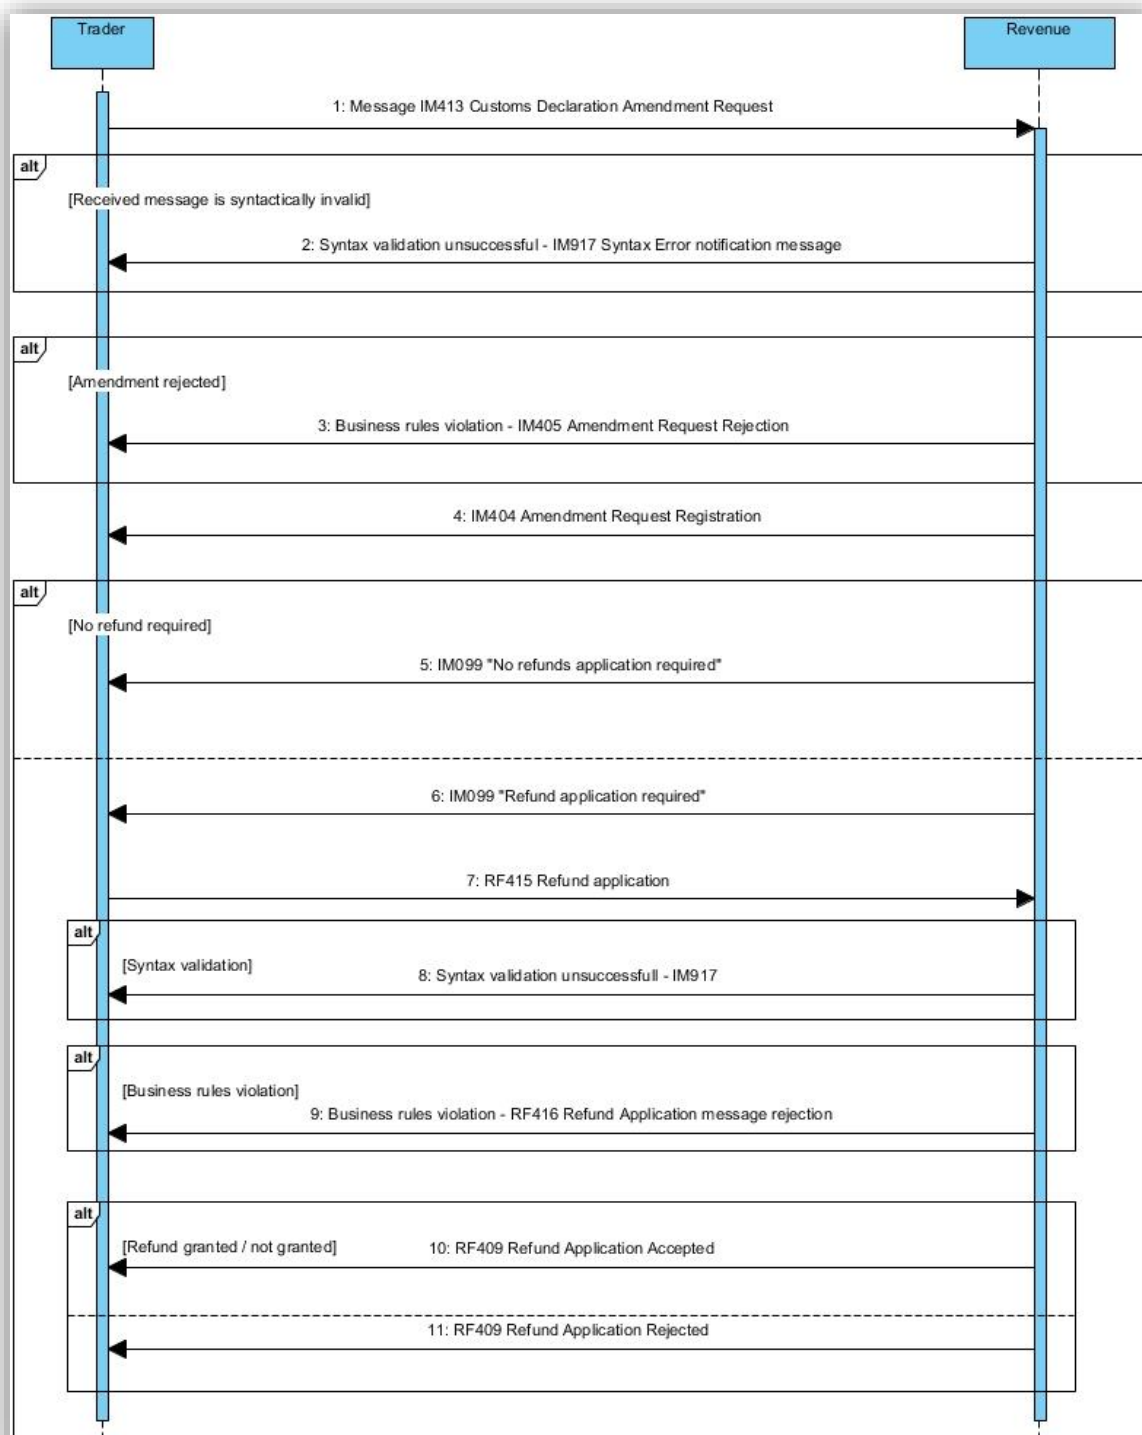 Trader
Revenue
1: Message IM413 Customs Declaration Amendment Request
alt
[Received message is syntactically invalid]
2: Syntax validation unsuccessful - IM917 Syntax Error notification message
alt
[Amendment rejected]
3: Business rules violation - IM405 Amendment Request Rejection
4: IM404 Amendment Request Registration
alt
[No refund required]
5: IM099 "No refunds application required"
6: IM099 "Refund application required"
7: RF415 Refund application
alt
[Syntax validation]
8: Syntax validation unsuccessfull - IM917
alt
[Business rules violation]
9: Business rules violation - RF416 Refund Application message rejection
alt
[Refund granted / not granted]
10: RF409 Refund Application Accepted
11: RF409 Refund Application Rejected